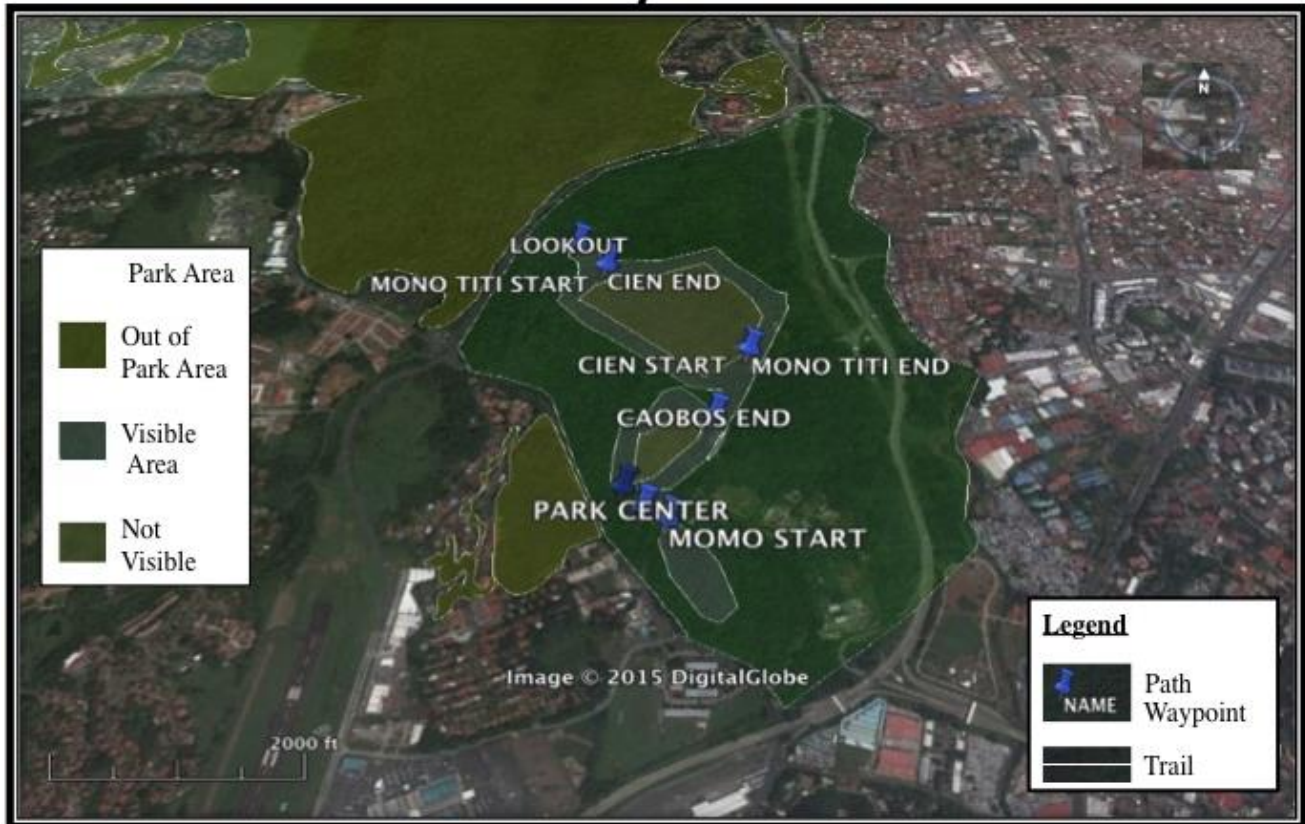 N
LOOKOUT
MONO TITI START
CIEN END
CIEN START
MONO TITI END
CAOBOS END
PARK CENTER
MOMO START
Park Area
Out of
Park Area
Visible
Area
Not
Visible
Image © 2015 DigitalGlobe
2000 ft
Legend
NAME
Path
Waypoint
Trail